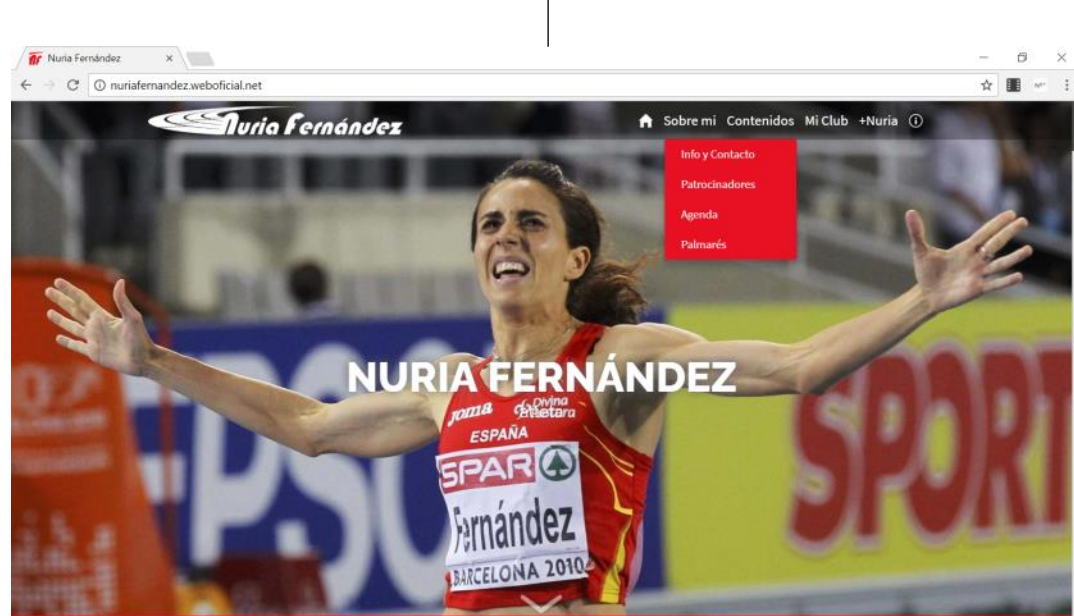 Nuria Fernández
nuriafernandez.weboficial.net
Nuria Fernández
Sobre mi Contenidos Mi Club +Nuria
Info y Contacto
Patrocinadores
Agenda
Palmarés
NURIA FERNÁNDEZ
Joma
Divina
ESPAÑA
SPAR
Fernández
BARCELONA 2010
EPSO
SPORT